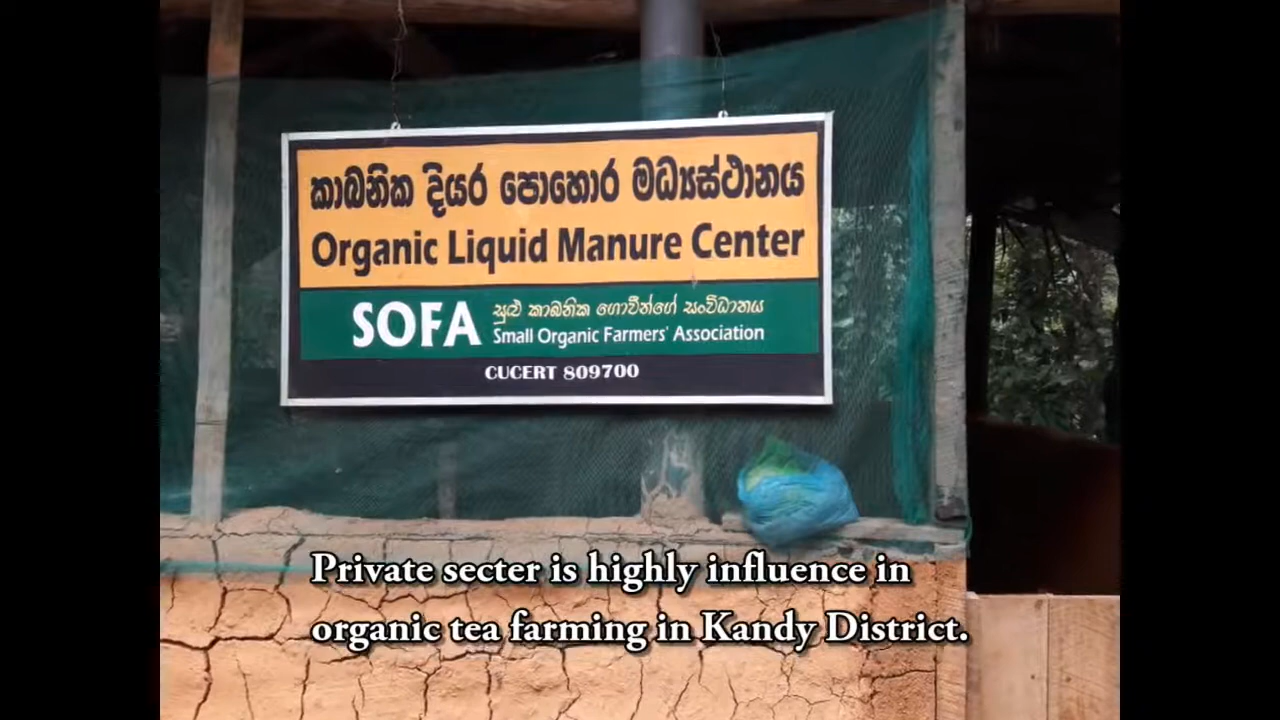 කාබනික දියර පොහොර මධ්‍යස්ථානය
Organic Liquid Manure Center
SOFA
සුළු කාබනික ගොවීන්ගේ සංවිධානය
Small Organic Farmers' Association
CUCERT 809700
Private secter is highly influence in
organic tea farming in Kandy District.